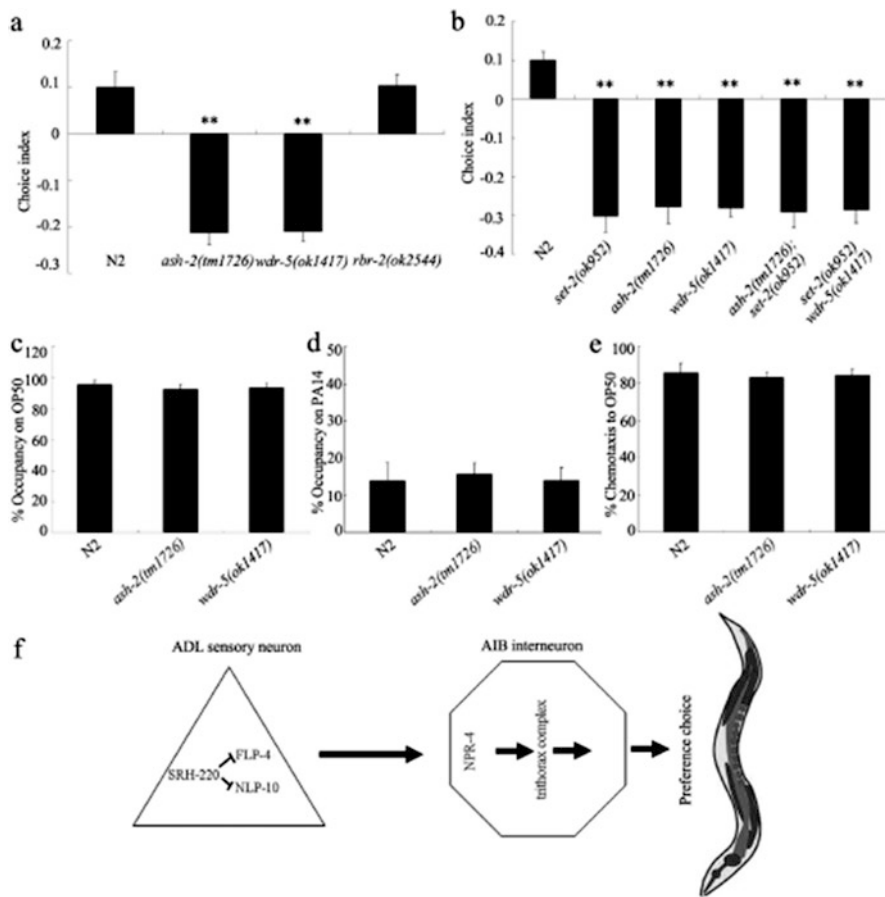 a
0.2
0.1
0
-0.1
-0.2
-0.3
Choice index
**
**
N2
ash-2(tm1726)
wdr-5(ok1417)
rbr-2(ok2544)
b
0.2
0.1
0
-0.1
-0.2
-0.3
-0.4
Choice index
**
**
**
**
**
N2
set-2(ok952)
ash-2(tm1726)
wdr-5(ok1417)
ash-2(tm1726);
set-2(ok952)
set-2(ok952)
wdr-5(ok1417)
c
120
100
80
60
40
20
0
% Occupancy on OP50
N2
ash-2(tm1726)
wdr-5(ok1417)
d
50
40
30
20
10
0
% Occupancy on PA14
N2
ash-2(tm1726)
wdr-5(ok1417)
e
100
80
60
40
20
0
% Chemotaxis to OP50
N2
ash-2(tm1726)
wdr-5(ok1417)
f
ADL sensory neuron
SRH-220
FLP-4
NLP-10
AIB interneuron
NPR-4
trithorax complex
Preference choice